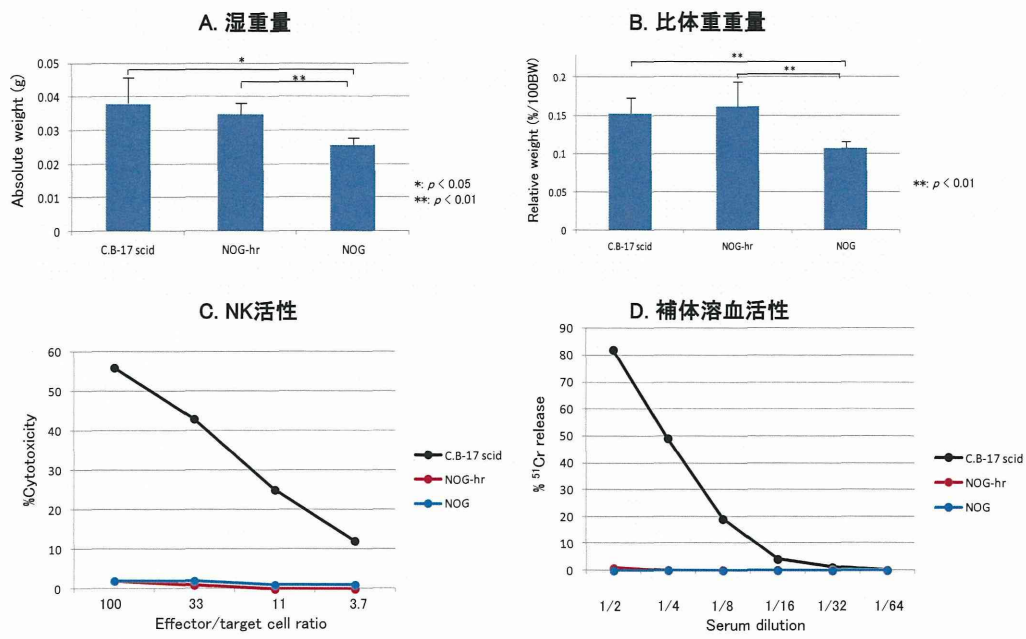 A. 湿重量
Absolute weight (g)
0.05
0.04
0.03
0.02
0.01
0
*
**
*: p < 0.05
**: p < 0.01
C.B-17 scid
NOG-hr
NOG
B. 比体重重量
Relative weight (%/100BW)
0.2
0.15
0.1
0.05
0
**
**
**: p < 0.01
C.B-17 scid
NOG-hr
NOG
C. NK活性
%Cytotoxicity
60
50
40
30
20
10
0
100
33
11
3.7
Effector/target cell ratio
C.B-17 scid
NOG-hr
NOG
D. 補体溶血活性
% ⁵¹Cr release
90
80
70
60
50
40
30
20
10
0
1/2
1/4
1/8
1/16
1/32
1/64
Serum dilution
C.B-17 scid
NOG-hr
NOG